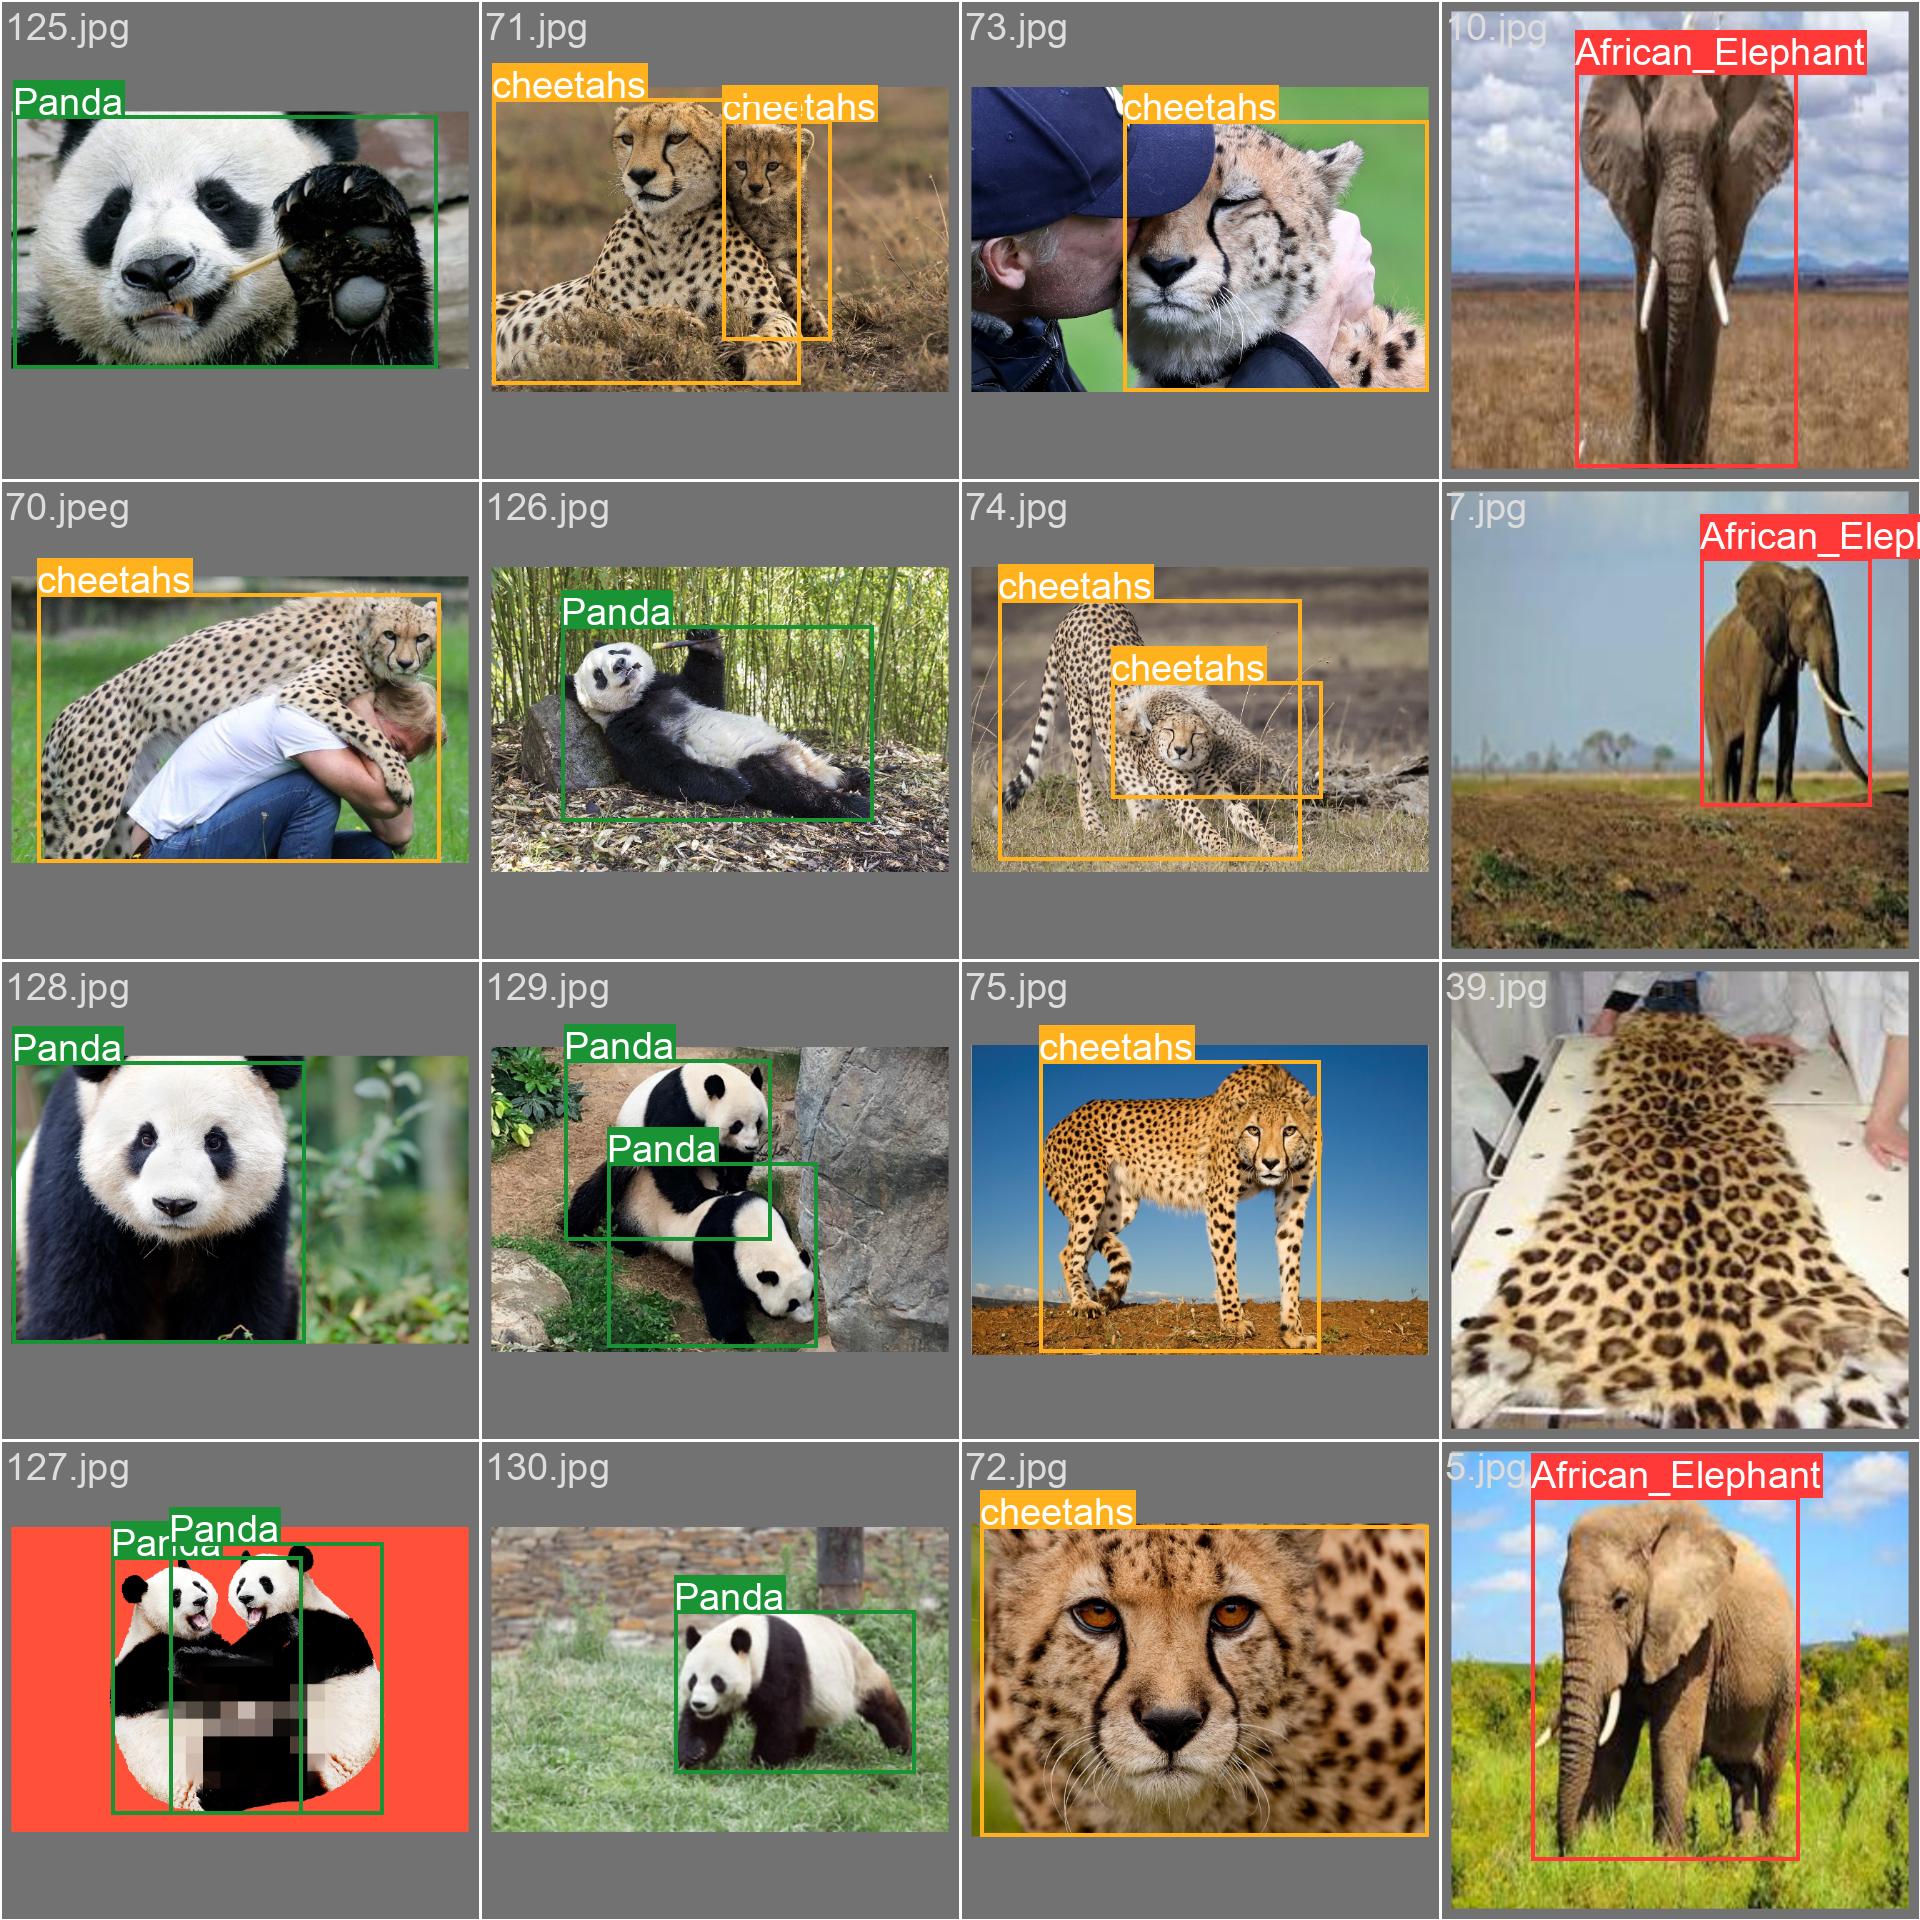 125.jpg
Panda
71.jpg
cheetahs
cheetahs
73.jpg
cheetahs
10.jpg
African_Elephant
70.jpeg
cheetahs
126.jpg
Panda
74.jpg
cheetahs
cheetahs
7.jpg
African_Elep
128.jpg
Panda
129.jpg
Panda
Panda
75.jpg
cheetahs
39.jpg
127.jpg
Panda
Panda
130.jpg
Panda
72.jpg
cheetahs
5.jpg
African_Elephant